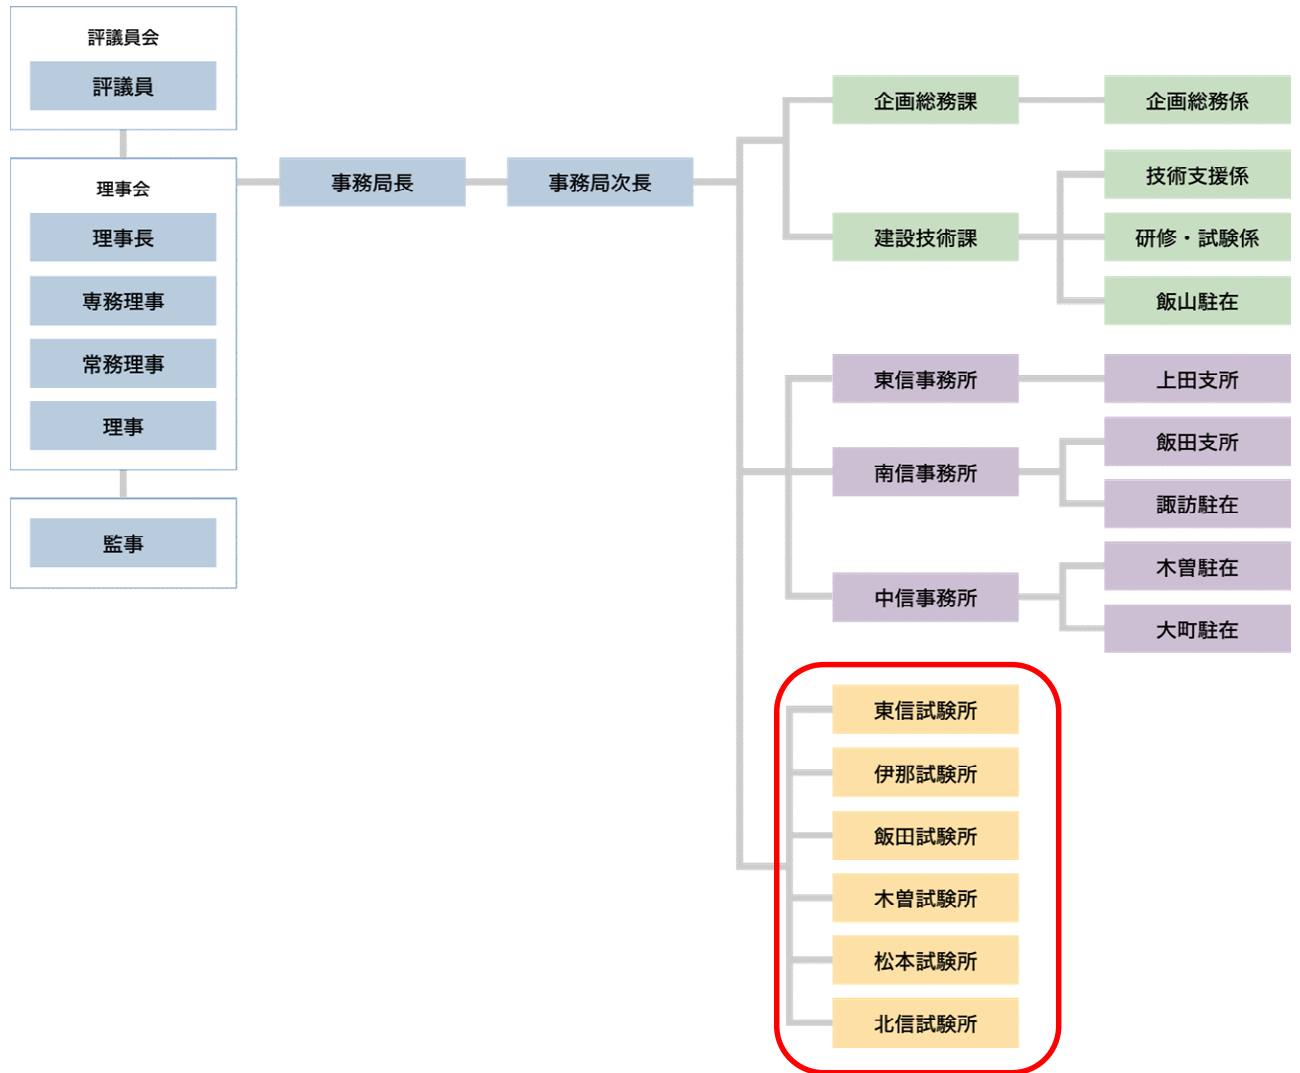 評議員会
評議員
理事会
理事長
専務理事
常務理事
理事
監事
事務局長
事務局次長
企画総務課
企画総務係
建設技術課
技術支援係
研修・試験係
飯山駐在
東信事務所
上田支所
南信事務所
飯田支所
諏訪駐在
中信事務所
木曽駐在
大町駐在
東信試験所
伊那試験所
飯田試験所
木曽試験所
松本試験所
北信試験所